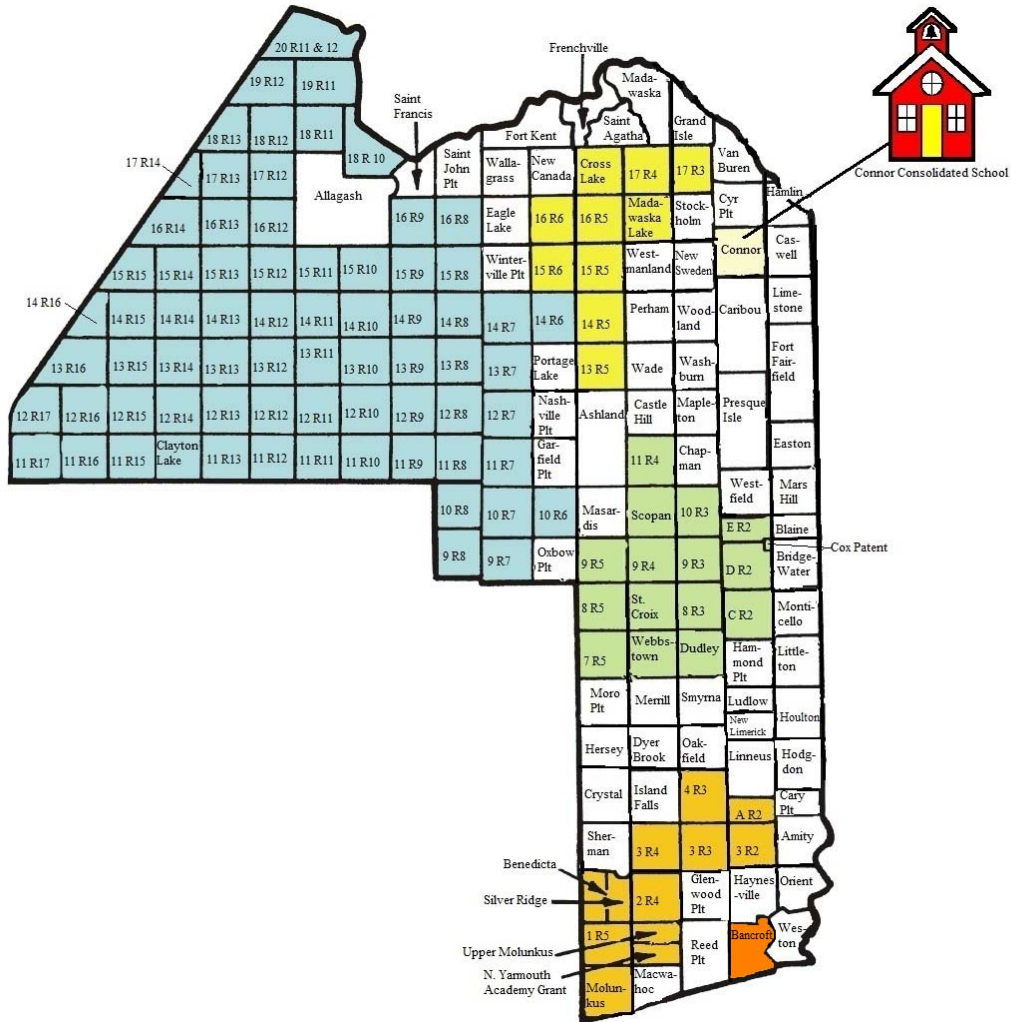 20 R11 & 12
Frenchville
19 R12
19 R11
Mada-
waska
Saint
Francis
Saint
Agatha
Grand
Isle
18 R13
18 R12
18 R11
Fort Kent
Connor Consolidated School
17 R14
18 R 10
Saint
John
Plt
Walla-
grass
New
Canada
Cross
Lake
17 R4
17 R3
Van
Buren
17 R13
17 R12
Allagash
Hamlin
16 R14
16 R13
16 R12
16 R9
16 R8
Eagle
Lake
16 R6
16 R5
Mada-
waska
Lake
Stock-
holm
Cyr
Plt
Connor
Cas-
well
15 R15
15 R14
15 R13
15 R12
15 R11
15 R10
15 R9
15 R8
Winter-
ville Plt
15 R6
15 R5
West-
manland
New
Sweden
14 R16
14 R15
14 R14
14 R13
14 R12
14 R11
14 R10
14 R9
14 R8
14 R7
14 R6
14 R5
Perham
Wood-
land
Caribou
Lime-
stone
13 R16
13 R15
13 R14
13 R13
13 R12
13 R11
13 R10
13 R9
13 R8
13 R7
Portage
Lake
13 R5
Wade
Wash-
burn
Fort
Fair-
field
12 R17
12 R16
12 R15
12 R14
12 R13
12 R12
12 R11
12 R10
12 R9
12 R8
12 R7
Nash-
ville
Plt
Ashland
Castle
Hill
Maple-
ton
Presque
Isle
11 R17
11 R16
11 R15
Clayton
Lake
11 R13
11 R12
11 R11
11 R10
11 R9
11 R8
11 R7
Gar-
field
Plt
11 R4
Chap-
man
Easton
10 R8
10 R7
10 R6
Masar-
dis
Scopan
10 R3
West-
field
Mars
Hill
E R2
Blaine
Cox Patent
9 R8
9 R7
Oxbow
Plt
9 R5
9 R4
9 R3
D R2
Bridge-
Water
8 R5
St.
Croix
8 R3
C R2
Monti-
cello
7 R5
Webbs-
town
Dudley
Ham-
mond
Plt
Little-
ton
Moro
Plt
Merrill
Smyrna
Ludlow
New
Limerick
Houlton
Hersey
Dyer
Brook
Oak-
field
Linneus
Hodg-
don
Crystal
Island
Falls
4 R3
A R2
Cary
Plt
Sher-
man
3 R4
3 R3
3 R2
Amity
Benedicta
Silver Ridge
2 R4
Glen-
wood
Plt
Haynes
-ville
Orient
1 R5
Upper Molunkus
Reed
Plt
Bancroft
Wes-
ton
N. Yarmouth
Academy Grant
Molun-
kus
Macwa-
hoc